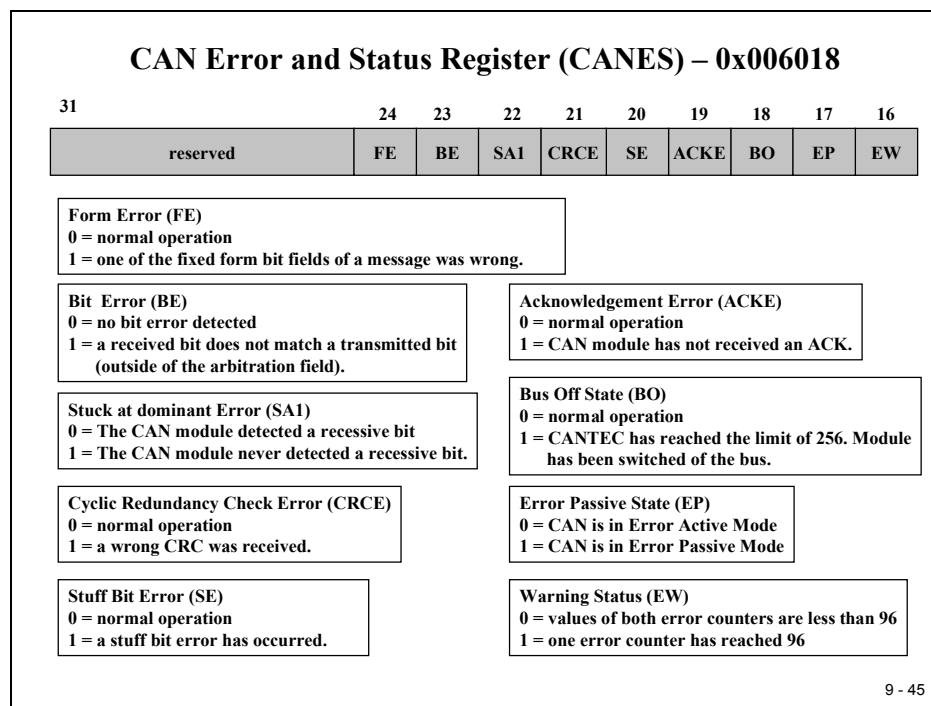 CAN Error and Status Register (CANES) – 0x006018
31 24 23 22 21 20 19 18 17 16
reserved FE BE SA1 CRCE SE ACKE BO EP EW
Form Error (FE)
0 = normal operation
1 = one of the fixed form bit fields of a message was wrong.
Bit Error (BE)
0 = no bit error detected
1 = a received bit does not match a transmitted bit
(outside of the arbitration field).
Stuck at dominant Error (SA1)
0 = The CAN module detected a recessive bit
1 = The CAN module never detected a recessive bit.
Cyclic Redundancy Check Error (CRCE)
0 = normal operation
1 = a wrong CRC was received.
Stuff Bit Error (SE)
0 = normal operation
1 = a stuff bit error has occurred.
Acknowledgement Error (ACKE)
0 = normal operation
1 = CAN module has not received an ACK.
Bus Off State (BO)
0 = normal operation
1 = CANTEC has reached the limit of 256. Module
has been switched of the bus.
Error Passive State (EP)
0 = CAN is in Error Active Mode
1 = CAN is in Error Passive Mode
Warning Status (EW)
0 = values of both error counters are less than 96
1 = one error counter has reached 96
9 - 45